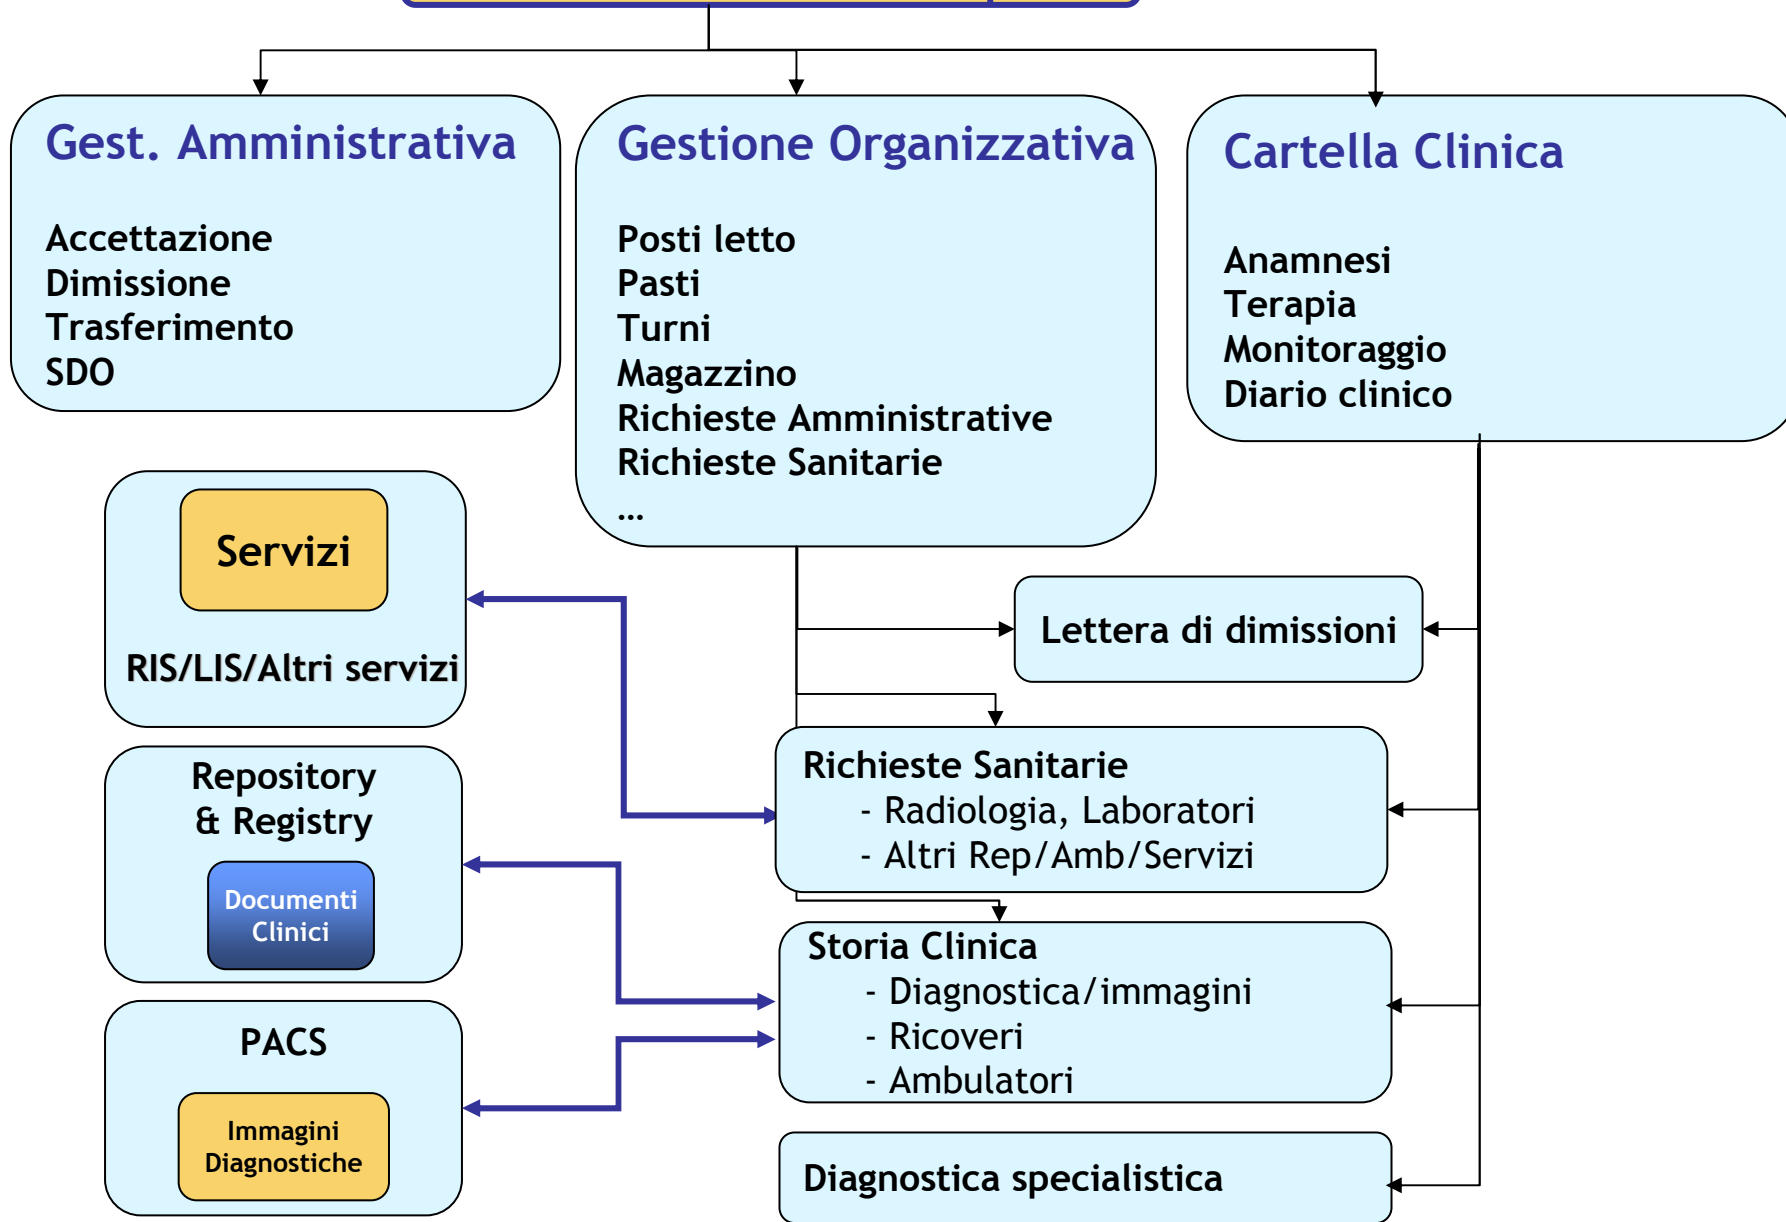 Gest. Amministrativa
Accettazione
Dimissione
Trasferimento
SDO
Gestione Organizzativa
Posti letto
Pasti
Turni
Magazzino
Richieste Amministrative
Richieste Sanitarie
...
Cartella Clinica
Anamnesi
Terapia
Monitoraggio
Diario clinico
Servizi
RIS/LIS/Altri servizi
Lettera di dimissioni
Repository
& Registry
Documenti
Clinici
Richieste Sanitarie
- Radiologia, Laboratori
- Altri Rep/Amb/Servizi
Storia Clinica
- Diagnostica/immagini
- Ricoveri
- Ambulatori
PACS
Immagini
Diagnostiche
Diagnostica specialistica